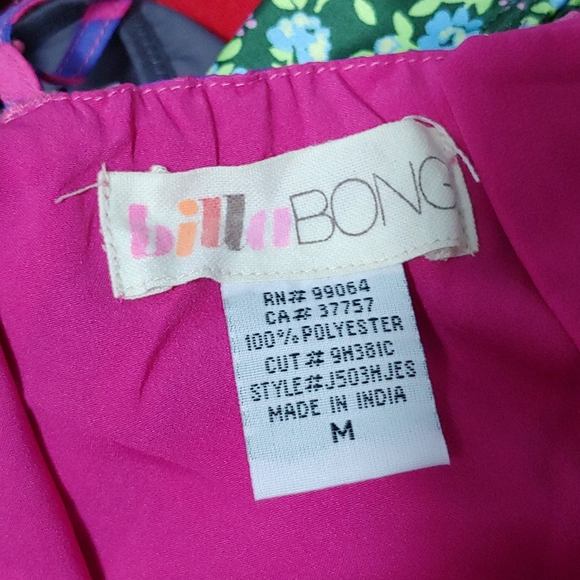 billaBONG
RN# 99064
CA# 37757
100% POLYESTER
CUT# 9H381C
STYLE#J503HJES
MADE IN INDIA
M